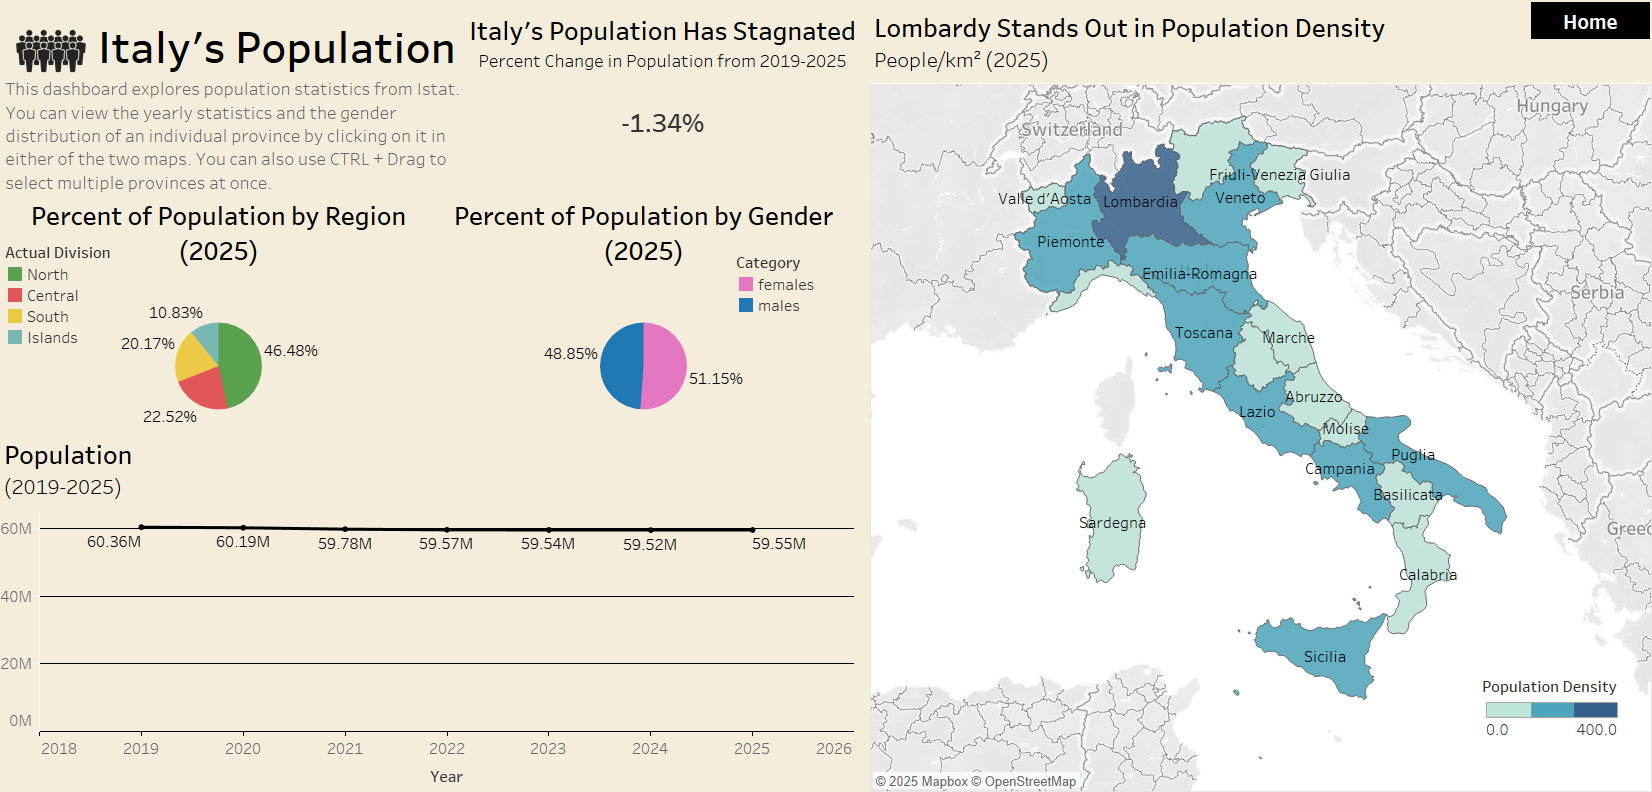 Italy's Population
This dashboard explores population statistics from Istat.
You can view the yearly statistics and the gender
distribution of an individual province by clicking on it in
either of the two maps. You can also use CTRL + Drag to
select multiple provinces at once.
Italy's Population Has Stagnated
Percent Change in Population from 2019-2025
-1.34%
Percent of Population by Region
(2025)
Actual Division
North
Central
South
Islands
10.83%
20.17%
46.48%
22.52%
Percent of Population by Gender
(2025)
Category
females
males
48.85%
51.15%
Population
(2019-2025)
60M
40M
20M
0M
60.36M
60.19M
59.78M
59.57M
59.54M
59.52M
59.55M
2018
2019
2020
2021
2022
2023
2024
2025
2026
Year
Lombardy Stands Out in Population Density
People/km² (2025)
Home
Hungary
Switzerland
Friuli-Venezia Giulia
Valle d'Aosta
Lombardia
Veneto
Piemonte
Emilia-Romagna
Serbia
Toscana
Marche
Abruzzo
Lazio
Molise
Puglia
Campania
Basilicata
Sardegna
Greec
Calabria
Sicilia
Population Density
0.0
400.0
© 2025 Mapbox © OpenStreetMap